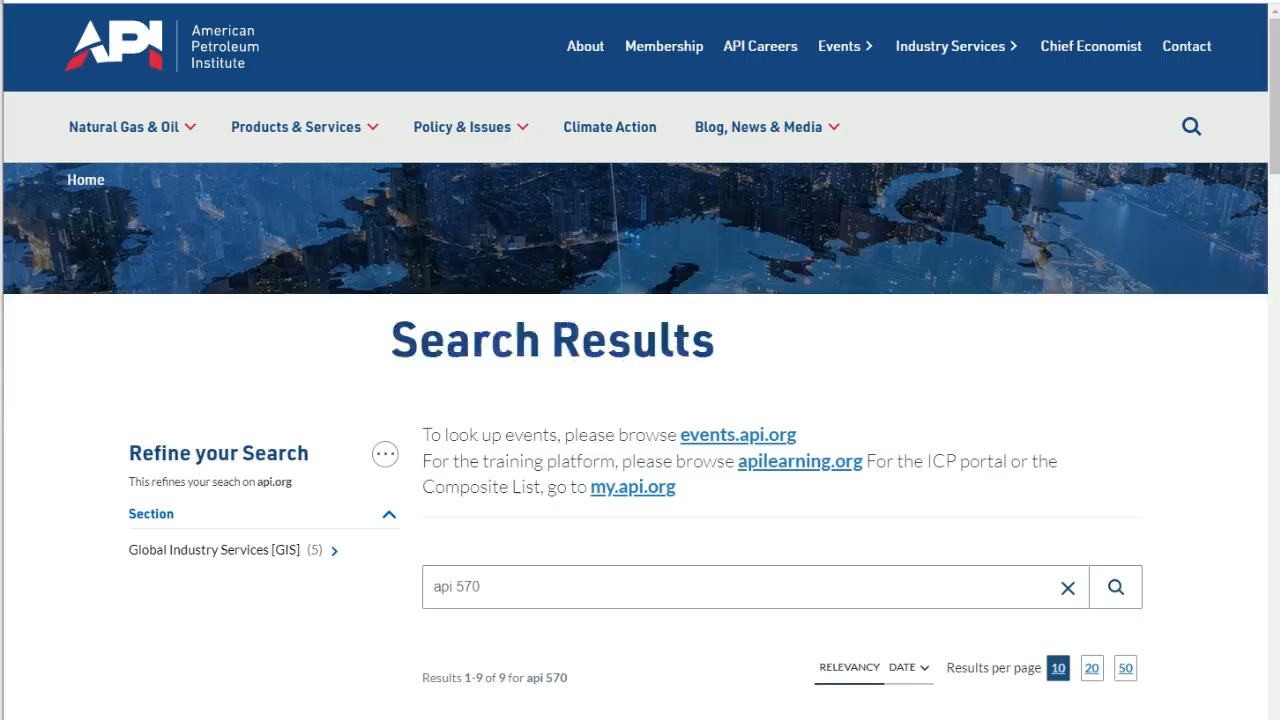 API
American
Petroleum
Institute
About Membership API Careers Events Industry Services Chief Economist Contact
Natural Gas & Oil Products & Services Policy & Issues Climate Action Blog, News & Media
Home
Search Results
To look up events, please browse events.api.org
For the training platform, please browse apilearning.org For the ICP portal or the
Composite List, go to my.api.org
Refine your Search
This refines your seach on api.org
Section
Global Industry Services [GIS] (5)
api 570
Results 1-9 of 9 for api 570
RELEVANCY DATE Results per page 10 20 50